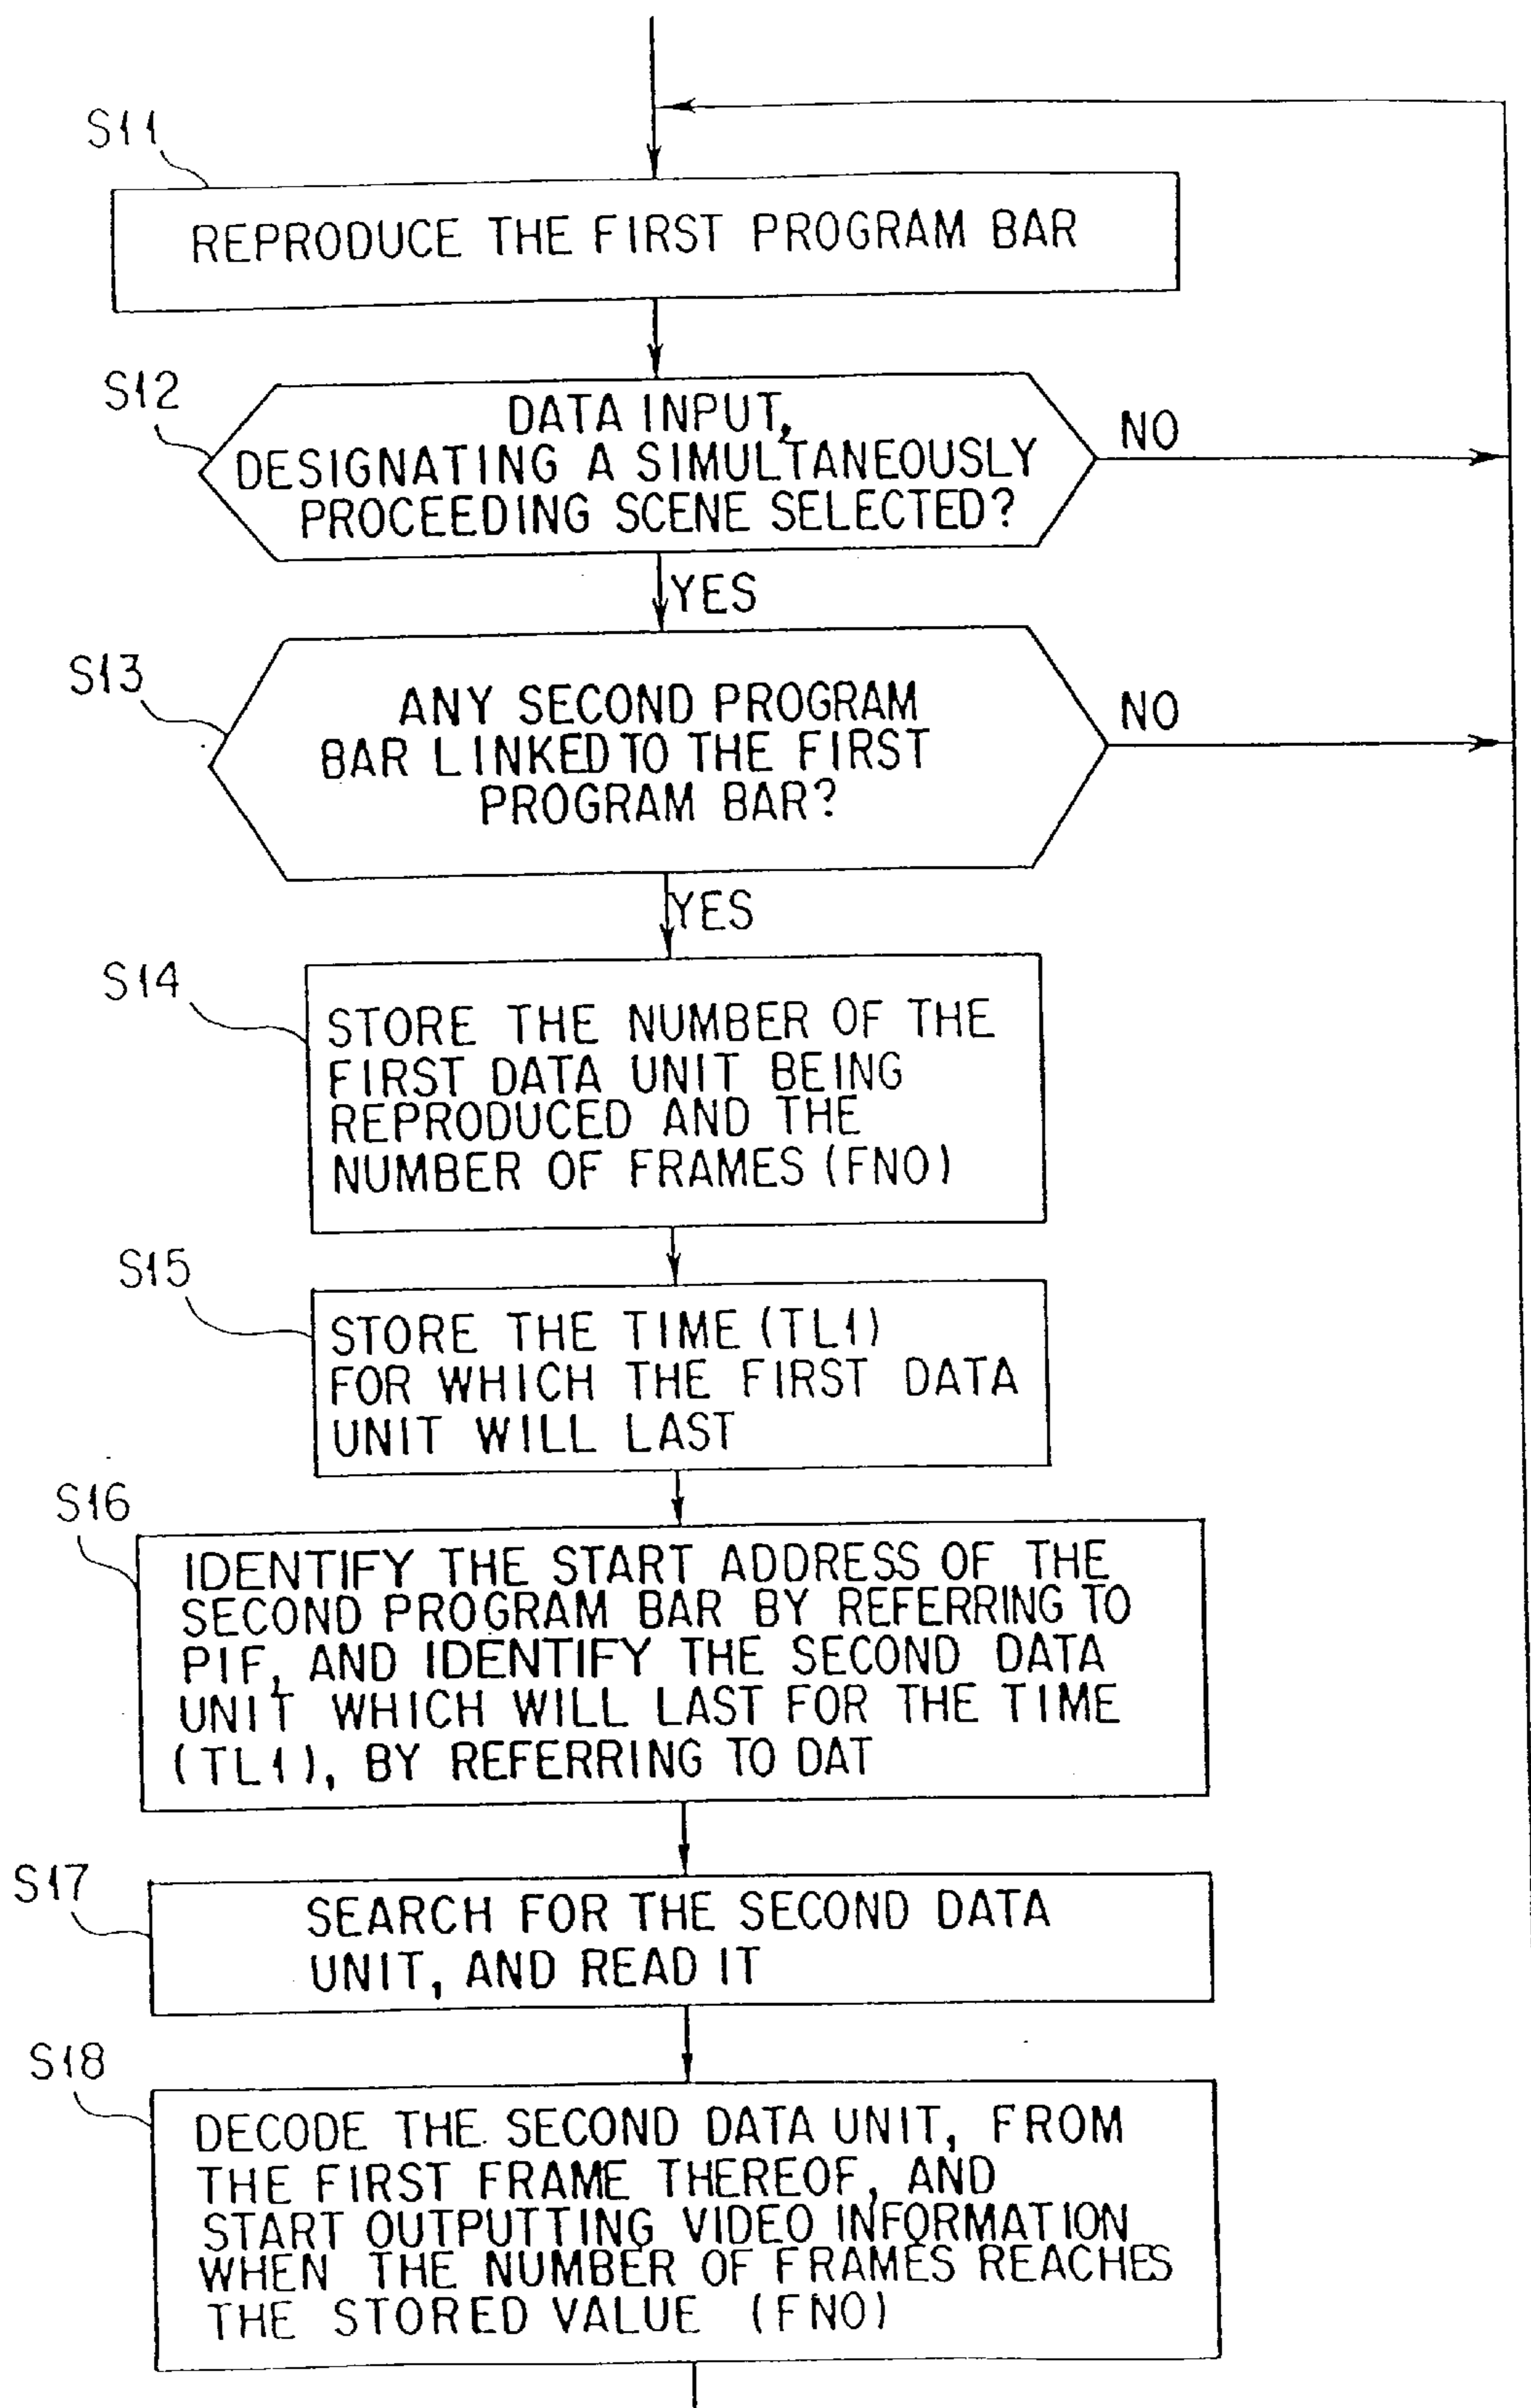 S11
REPRODUCE THE FIRST PROGRAM BAR
S12
DATA INPUT,
DESIGNATING A SIMULTANEOUSLY
PROCEEDING SCENE SELECTED?
NO
YES
S13
ANY SECOND PROGRAM
BAR LINKED TO THE FIRST
PROGRAM BAR?
NO
YES
S14
STORE THE NUMBER OF THE
FIRST DATA UNIT BEING
REPRODUCED AND THE
NUMBER OF FRAMES (FNO)
S15
STORE THE TIME (TL1)
FOR WHICH THE FIRST DATA
UNIT WILL LAST
S16
IDENTIFY THE START ADDRESS OF THE
SECOND PROGRAM BAR BY REFERRING TO
PIF, AND IDENTIFY THE SECOND DATA
UNIT WHICH WILL LAST FOR THE TIME
(TL1), BY REFERRING TO DAT
S17
SEARCH FOR THE SECOND DATA
UNIT, AND READ IT
S18
DECODE THE SECOND DATA UNIT, FROM
THE FIRST FRAME THEREOF, AND
START OUTPUTTING VIDEO INFORMATION
WHEN THE NUMBER OF FRAMES REACHES
THE STORED VALUE (FNO)